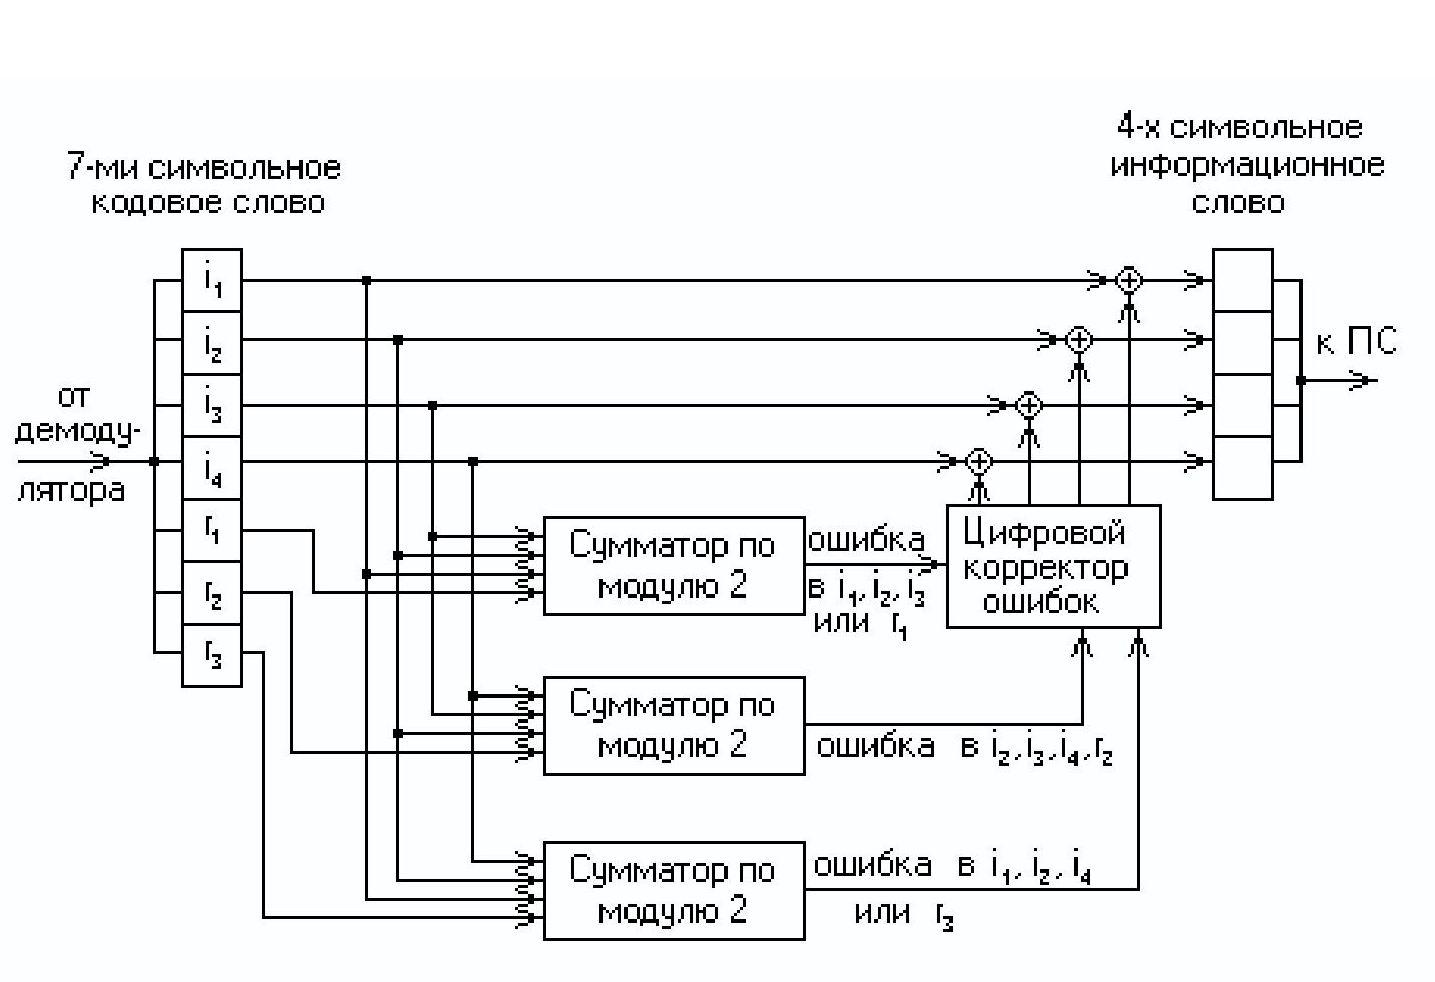 7-ми символьное
кодовое слово
4-х символьное
информационное
слово
i1
i2
i3
i4
r1
r2
r3
от
демоду-
лятора
к ПС
Сумматор по
модулю 2
ошибка
в i1, i2, i3
или r1
Цифровой
корректор
ошибок
Сумматор по
модулю 2
ошибка в i2, i3, i4, r2
Сумматор по
модулю 2
ошибка в i1, i2, i4
или r3